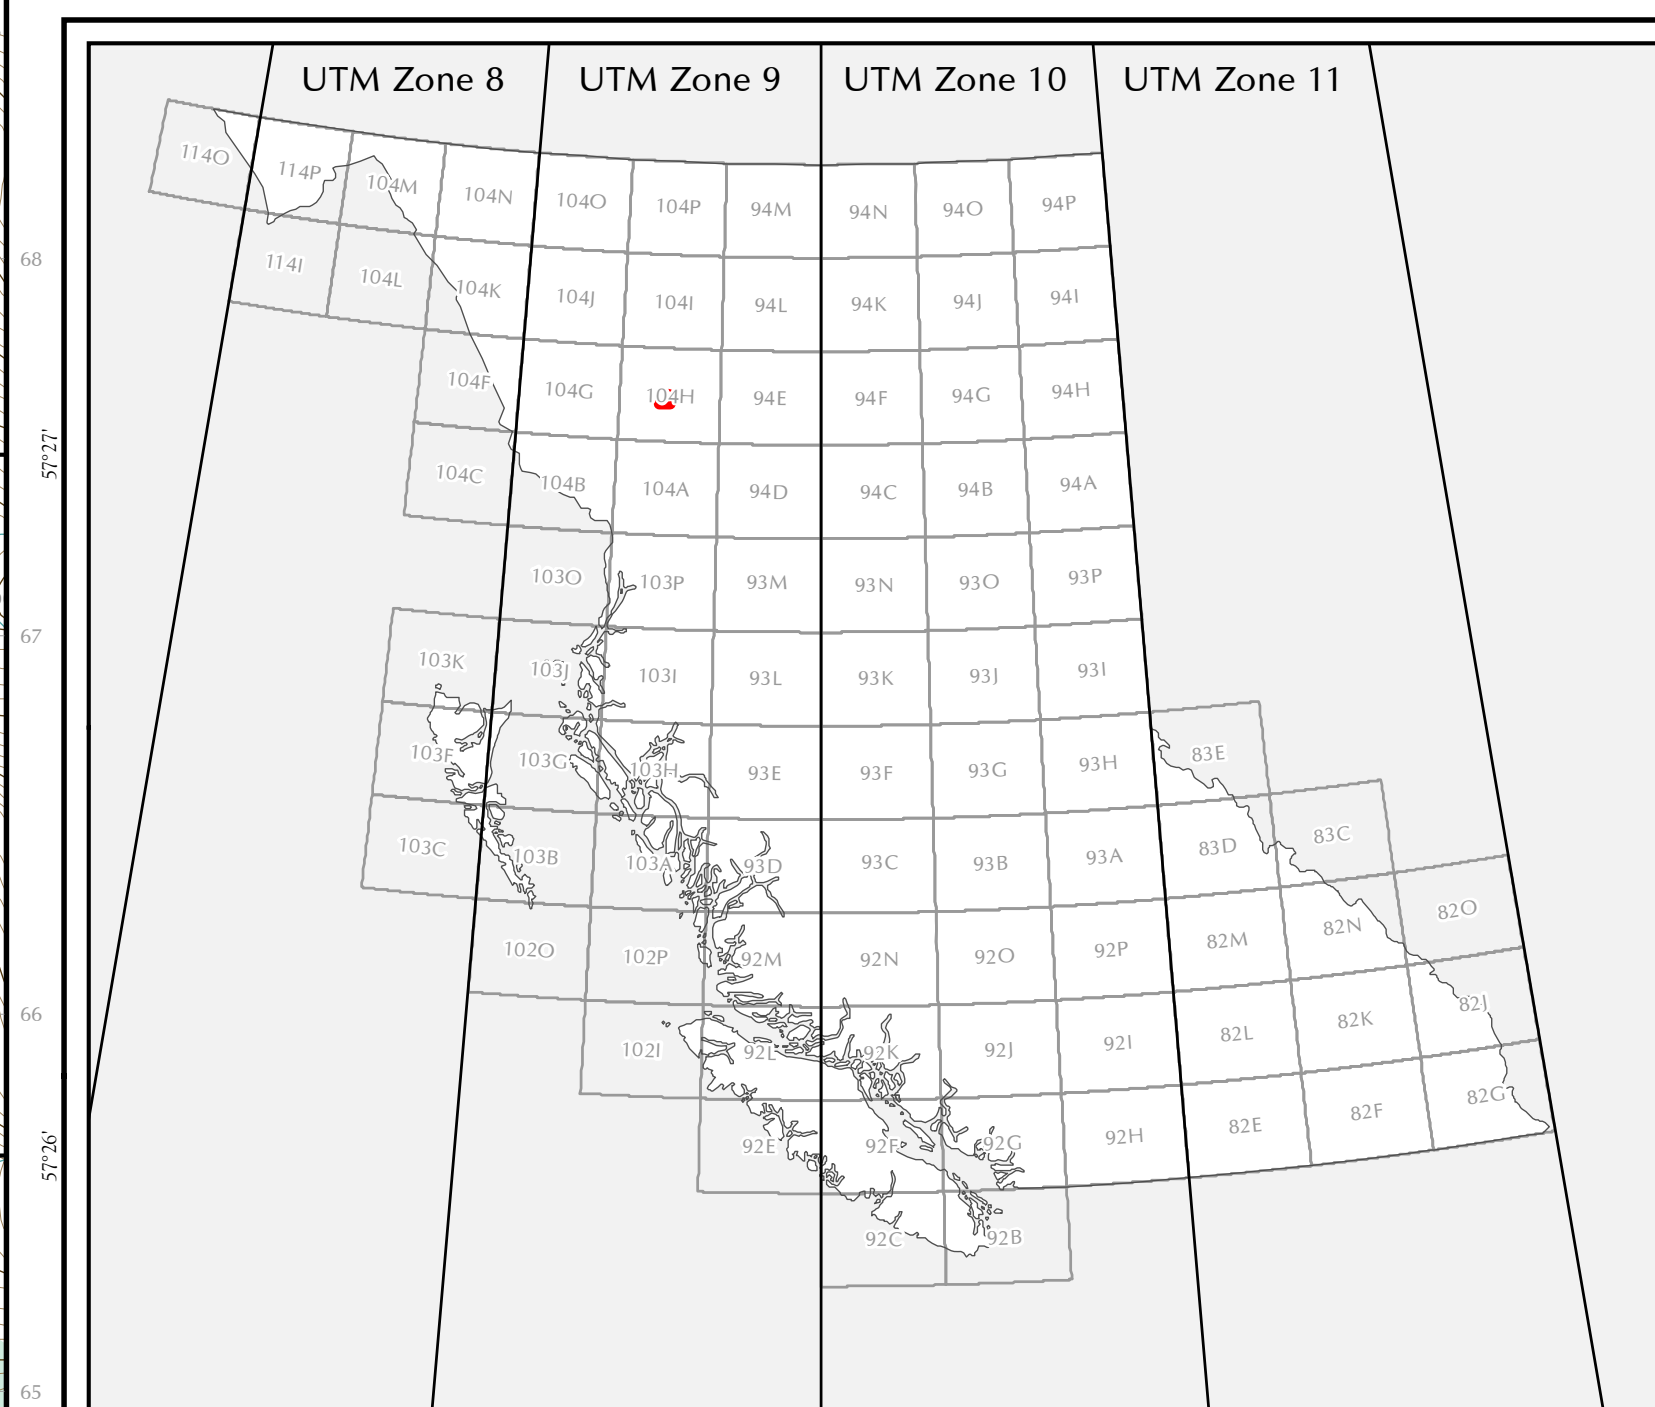 UTM Zone 8 UTM Zone 9 UTM Zone 10 UTM Zone 11
114O 114P 104M 104N 104O 104P 94M 94N 94O 94P
68
114I 104L 104K 104J 104I 94L 94K 94J 94I
104F 104G 104H 94E 94F 94G 94H
57°27'
104C 104B 104A 94D 94C 94B 94A
103O 103P 93M 93N 93O 93P
67
103K 103J 103I 93L 93K 93J 93I
103F 103G 103H 93E 93F 93G 93H 83E
103C 103B 103A 93D 93C 93B 93A 83D 83C
102O 102P 92M 92N 92O 92P 82M 82N 82O
66
102I 92L 92K 92J 92I 82L 82K 82J
57°26'
92E 92F 92G 92H 82E 82F 82G
92C 92B
65